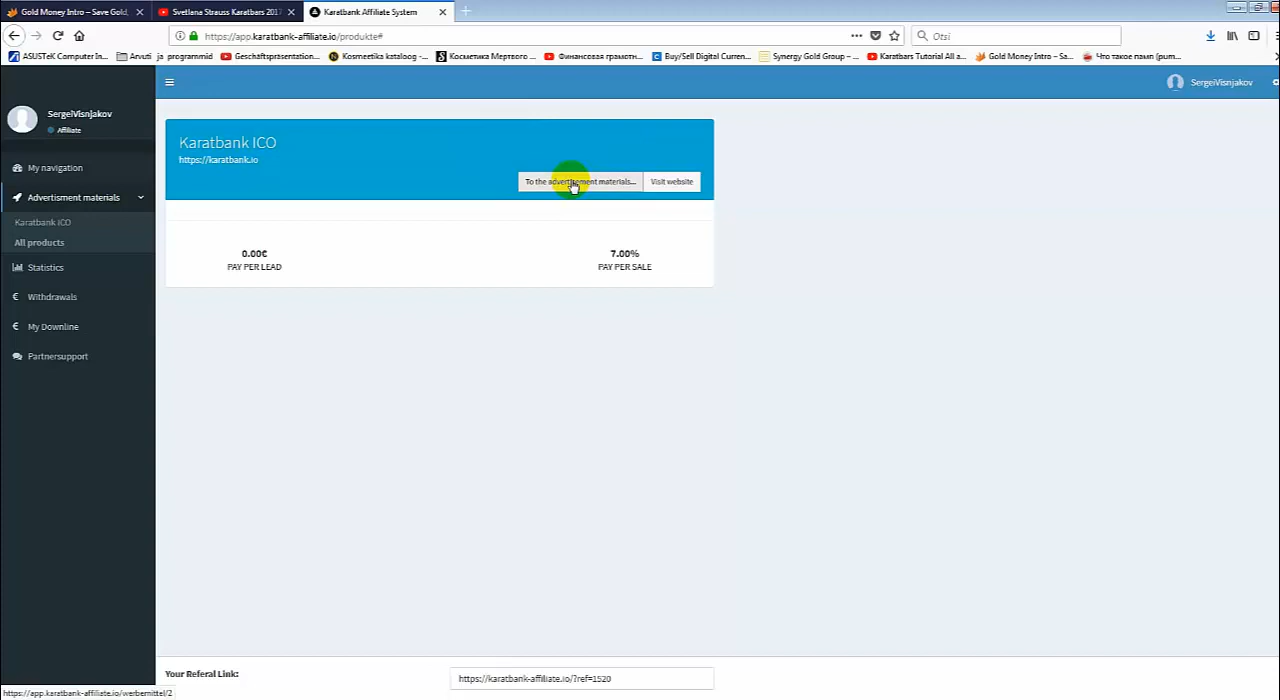 Gold Money Intro – Save Gold,
Svetlana Strauss Karatbars 2017
Karatbank Affiliate System
https://app.karatbank-affiliate.io/produkte#
Otsi
ASUSTeK Computer In...
Arvuti ja programmid
Geschäftspräsentation...
Kosmeetika kataloog -...
Косметика Мертвого ...
Финансовая грамотн...
Buy/Sell Digital Curren...
Synergy Gold Group – ...
Karatbars Tutorial All a...
Gold Money Intro – Sa...
Что такое памп (pum...
SergeiVisnjakov
SergeiVisnjakov
Affiliate
My navigation
Advertisment materials
Karatbank ICO
All products
Statistics
€ Withdrawals
€ My Downline
Partnersupport
Karatbank ICO
https://karatbank.io
To the advertisment materials...
Visit website
0.00€
PAY PER LEAD
7.00%
PAY PER SALE
Your Referal Link:
https://karatbank-affiliate.io/?ref=1520
https://app.karatbank-affiliate.io/werbemittel/2